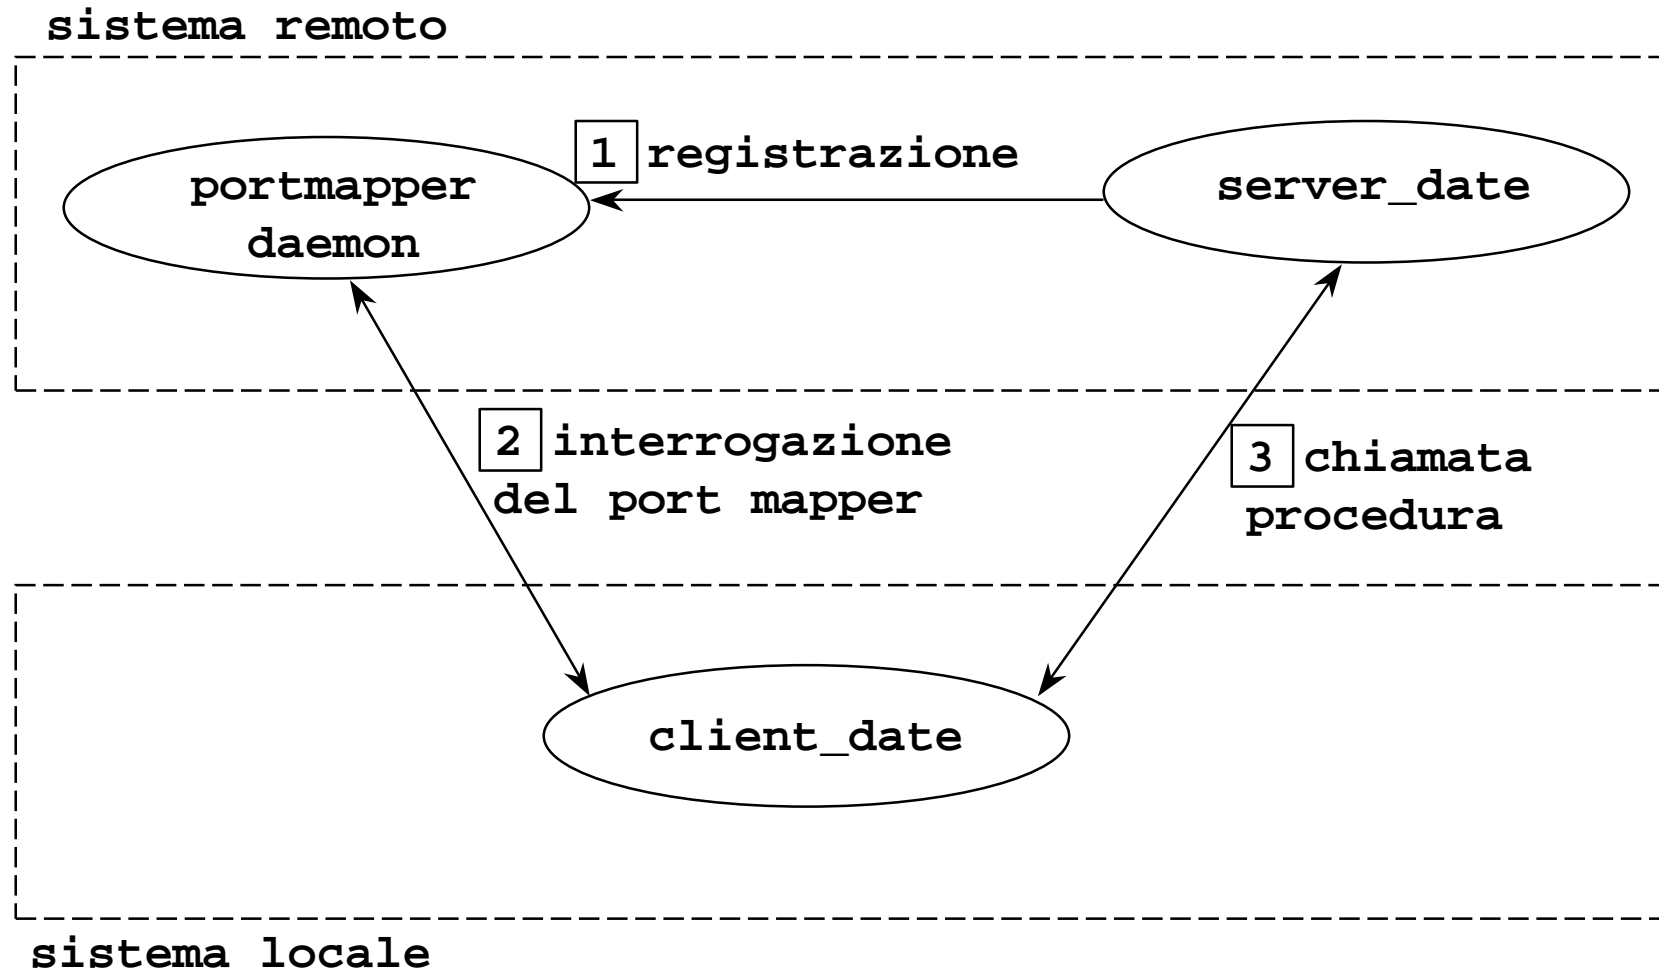 sistema remoto
1 registrazione
portmapper
daemon
server_date
2 interrogazione
del port mapper
3 chiamata
procedura
client_date
sistema locale